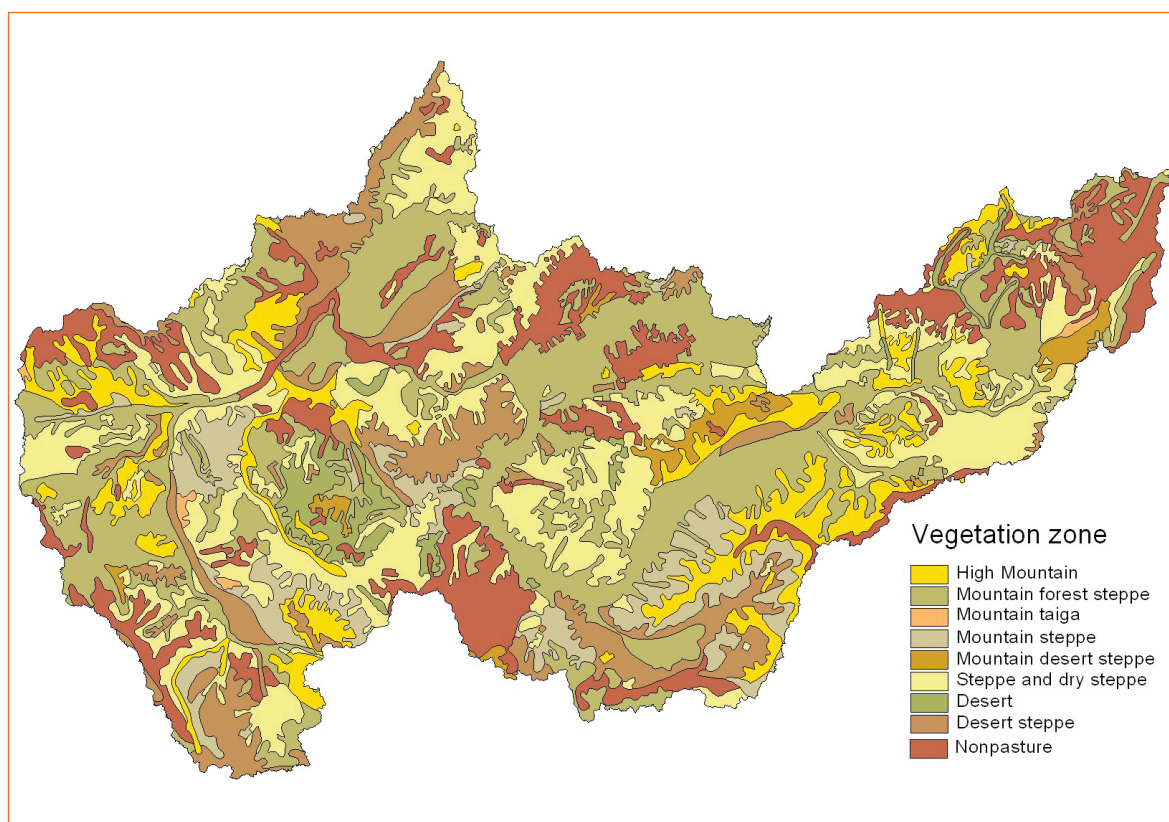 Vegetation zone
High Mountain
Mountain forest steppe
Mountain taiga
Mountain steppe
Mountain desert steppe
Steppe and dry steppe
Desert
Desert steppe
Nonpasture